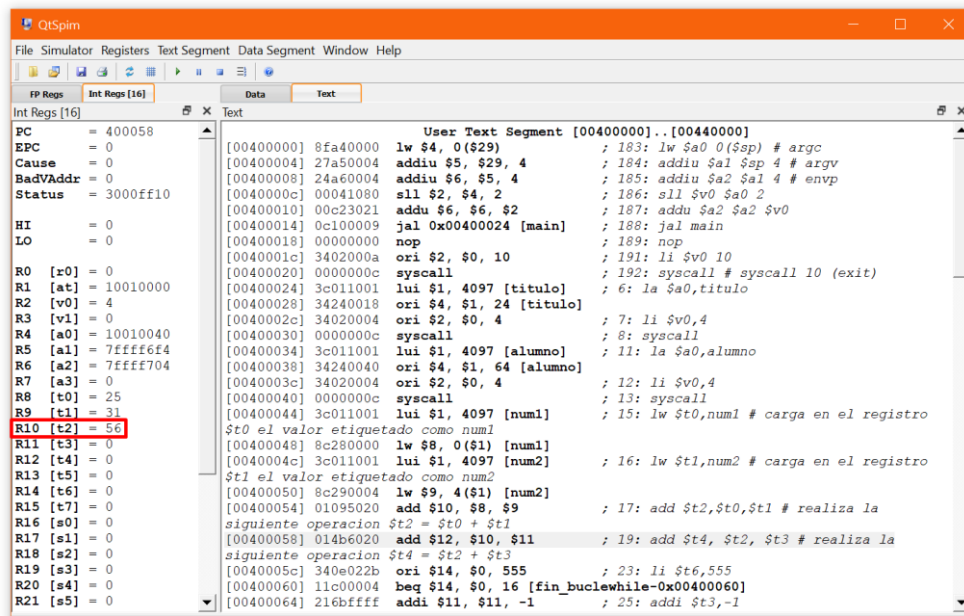 QtSpim
File Simulator Registers Text Segment Data Segment Window Help
FP Regs Int Regs [16] Data Text
Int Regs [16]
PC = 400058
EPC = 0
Cause = 0
BadVAddr = 0
Status = 3000ff10
HI = 0
LO = 0
R0 [r0] = 0
R1 [at] = 10010000
R2 [v0] = 4
R3 [v1] = 0
R4 [a0] = 10010040
R5 [a1] = 7ffff6f4
R6 [a2] = 7ffff704
R7 [a3] = 0
R8 [t0] = 25
R9 [t1] = 31
R10 [t2] = 56
R11 [t3] = 0
R12 [t4] = 0
R13 [t5] = 0
R14 [t6] = 0
R15 [t7] = 0
R16 [s0] = 0
R17 [s1] = 0
R18 [s2] = 0
R19 [s3] = 0
R20 [s4] = 0
R21 [s5] = 0
Text
User Text Segment [00400000]..[00440000]
[00400000] 8fa40000 lw $4, 0($29) ; 183: lw $a0 0($sp) # argc
[00400004] 27a50004 addiu $5, $29, 4 ; 184: addiu $a1 $sp 4 # argv
[00400008] 24a60004 addiu $6, $5, 4 ; 185: addiu $a2 $a1 4 # envp
[0040000c] 00041080 sll $2, $4, 2 ; 186: sll $v0 $a0 2
[00400010] 00c23021 addu $6, $6, $2 ; 187: addu $a2 $a2 $v0
[00400014] 0c100009 jal 0x00400024 [main] ; 188: jal main
[00400018] 00000000 nop ; 189: nop
[0040001c] 3402000a ori $2, $0, 10 ; 191: li $v0 10
[00400020] 0000000c syscall ; 192: syscall # syscall 10 (exit)
[00400024] 3c011001 lui $1, 4097 [titulo] ; 6: la $a0,titulo
[00400028] 34240018 ori $4, $1, 24 [titulo]
[0040002c] 34020004 ori $2, $0, 4 ; 7: li $v0,4
[00400030] 0000000c syscall ; 8: syscall
[00400034] 3c011001 lui $1, 4097 [alumno] ; 11: la $a0,alumno
[00400038] 34240040 ori $4, $1, 64 [alumno]
[0040003c] 34020004 ori $2, $0, 4 ; 12: li $v0,4
[00400040] 0000000c syscall ; 13: syscall
[00400044] 3c011001 lui $1, 4097 [num1] ; 15: lw $t0,num1 # carga en el registro
$t0 el valor etiquetado como num1
[00400048] 8c280000 lw $8, 0($1) [num1]
[0040004c] 3c011001 lui $1, 4097 [num2] ; 16: lw $t1,num2 # carga en el registro
$t1 el valor etiquetado como num2
[00400050] 8c290004 lw $9, 4($1) [num2]
[00400054] 01095020 add $10, $8, $9 ; 17: add $t2,$t0,$t1 # realiza la
siguiente operacion $t2 = $t0 + $t1
[00400058] 014b6020 add $12, $10, $11 ; 19: add $t4, $t2, $t3 # realiza la
siguiente operacion $t4 = $t2 + $t3
[0040005c] 340e022b ori $14, $0, 555 ; 23: li $t6,555
[00400060] 11c00004 beq $14, $0, 16 [fin_buclewhile-0x00400060]
[00400064] 216bffff addi $11, $11, -1 ; 25: addi $t3,-1